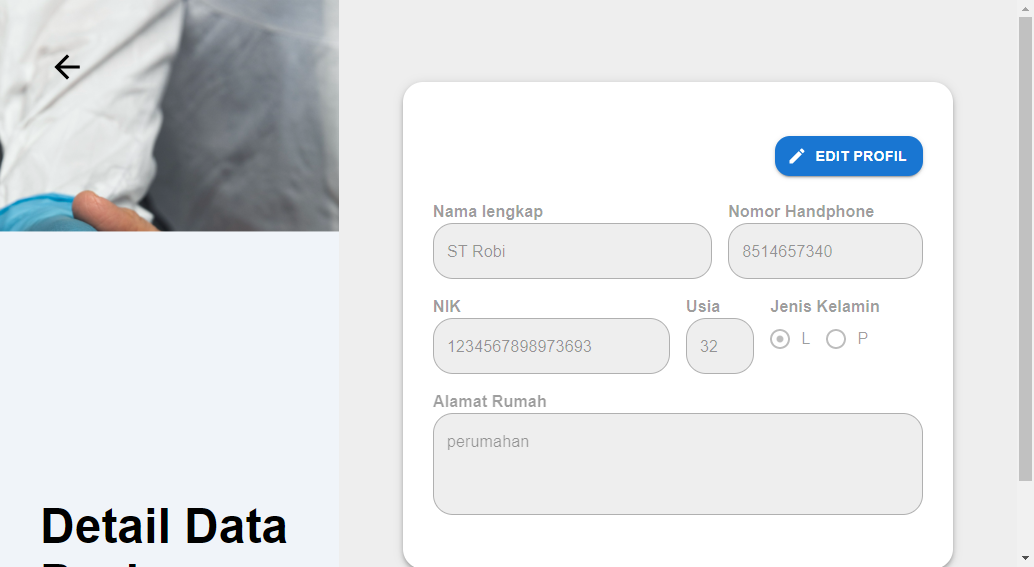 EDIT PROFIL
Nama lengkap
Nomor Handphone
ST Robi
8514657340
NIK
Usia
Jenis Kelamin
1234567898973693
32
L
P
Alamat Rumah
perumahan
Detail Data